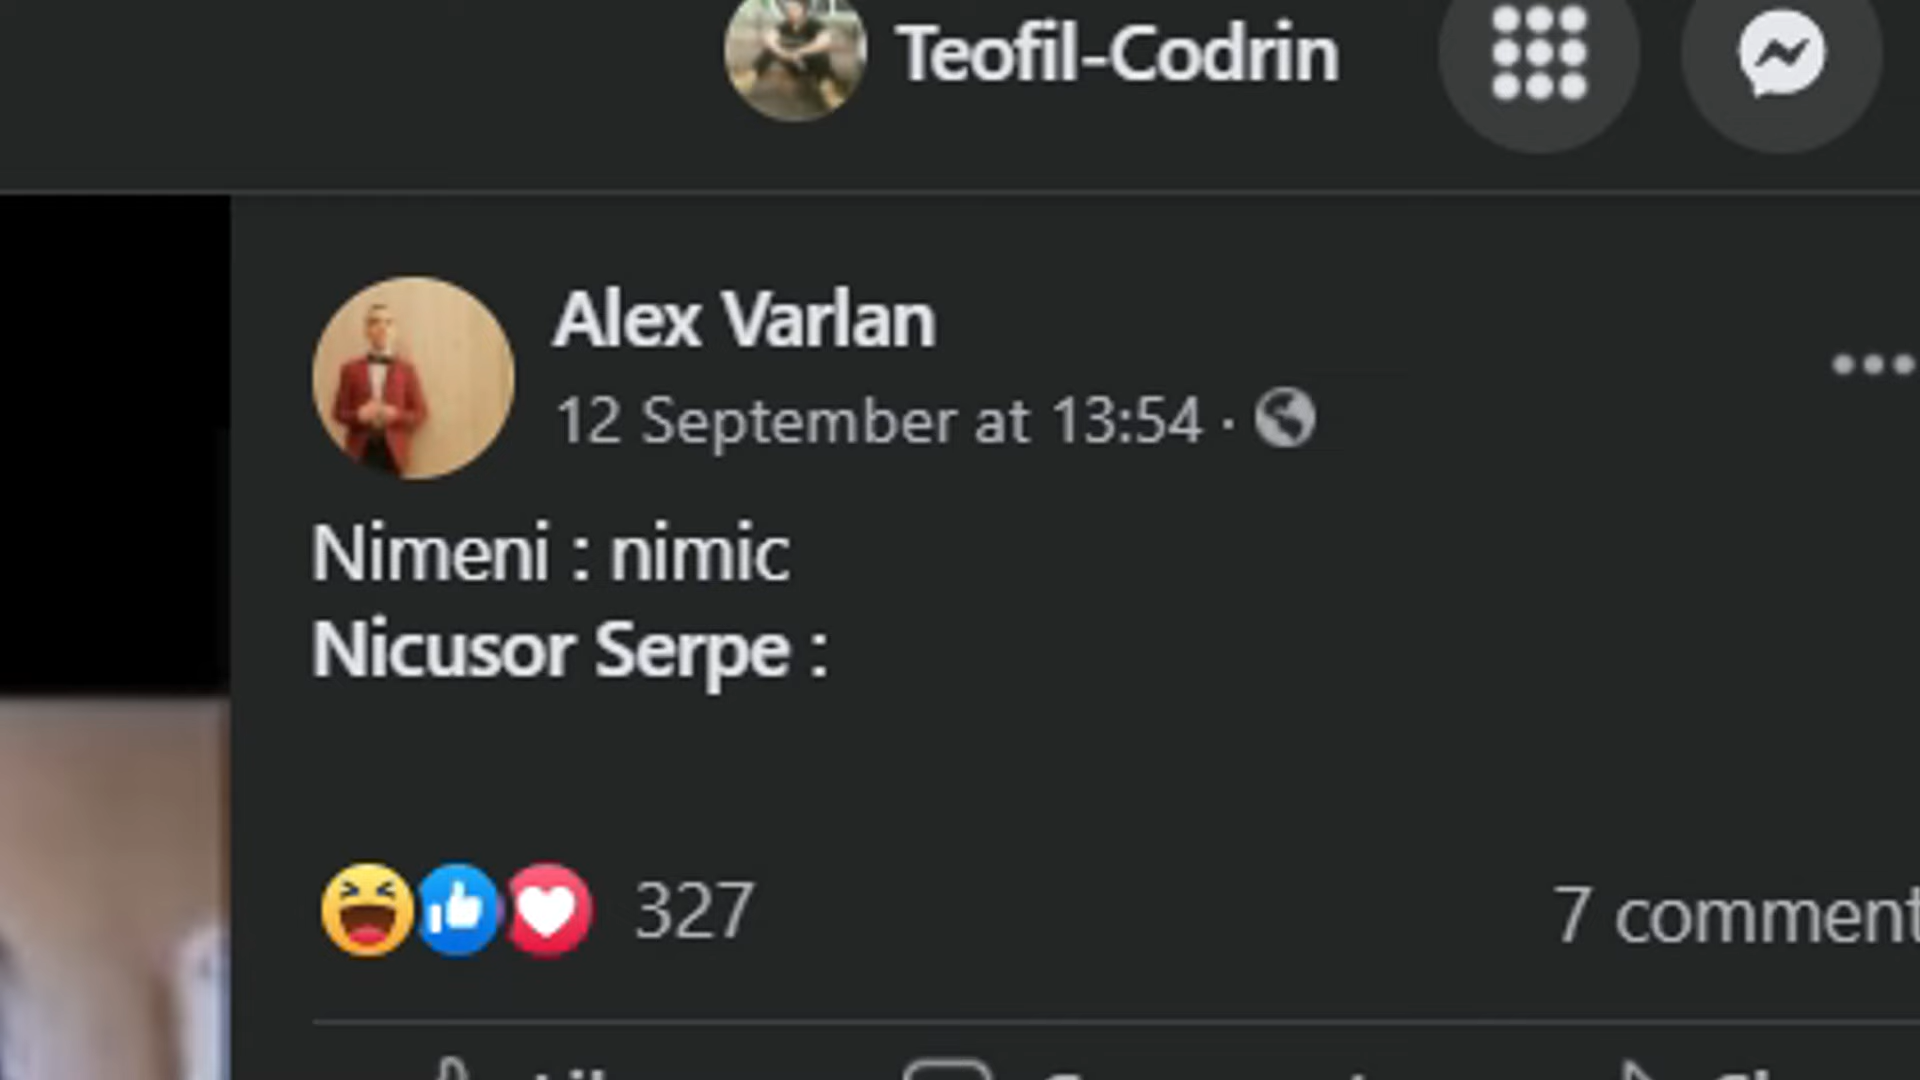 Teofil-Codrin
Alex Varlan
12 September at 13:54 ·
Nimeni : nimic
Nicusor Serpe :
327
7 comment